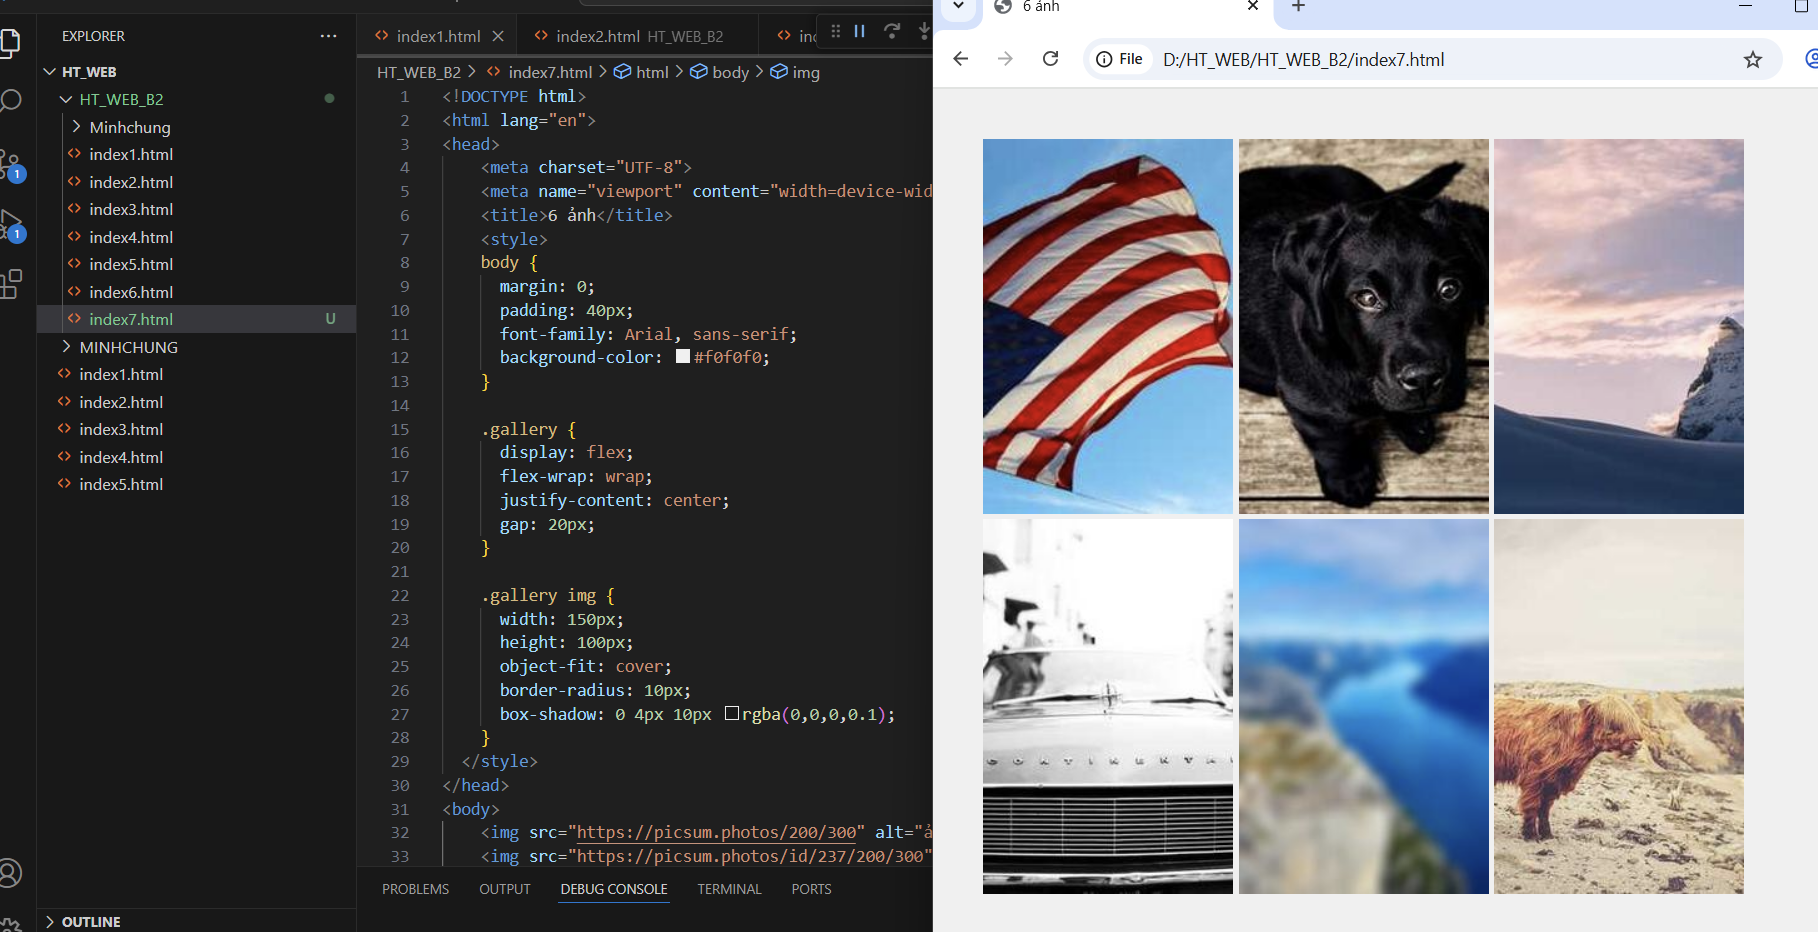 EXPLORER
HT_WEB
HT_WEB_B2
Minhchung
index1.html
index2.html
index3.html
index4.html
index5.html
index6.html
index7.html U
MINHCHUNG
index1.html
index2.html
index3.html
index4.html
index5.html
OUTLINE
1
1
index1.html
index2.html HT_WEB_B2
HT_WEB_B2 > index7.html > html > body > img
1 <!DOCTYPE html>
2 <html lang="en">
3 <head>
4 <meta charset="UTF-8">
5 <meta name="viewport" content="width=device-wid
6 <title>6 ảnh</title>
7 <style>
8 body {
9 margin: 0;
10 padding: 40px;
11 font-family: Arial, sans-serif;
12 background-color: #f0f0f0;
13 }
14
15 .gallery {
16 display: flex;
17 flex-wrap: wrap;
18 justify-content: center;
19 gap: 20px;
20 }
21
22 .gallery img {
23 width: 150px;
24 height: 100px;
25 object-fit: cover;
26 border-radius: 10px;
27 box-shadow: 0 4px 10px rgba(0,0,0,0.1);
28 }
29 </style>
30 </head>
31 <body>
32 <img src="https://picsum.photos/200/300" alt="ả
33 <img src="https://picsum.photos/id/237/200/300"
PROBLEMS OUTPUT DEBUG CONSOLE TERMINAL PORTS
6 ảnh
File D:/HT_WEB/HT_WEB_B2/index7.html
CONTINENTA